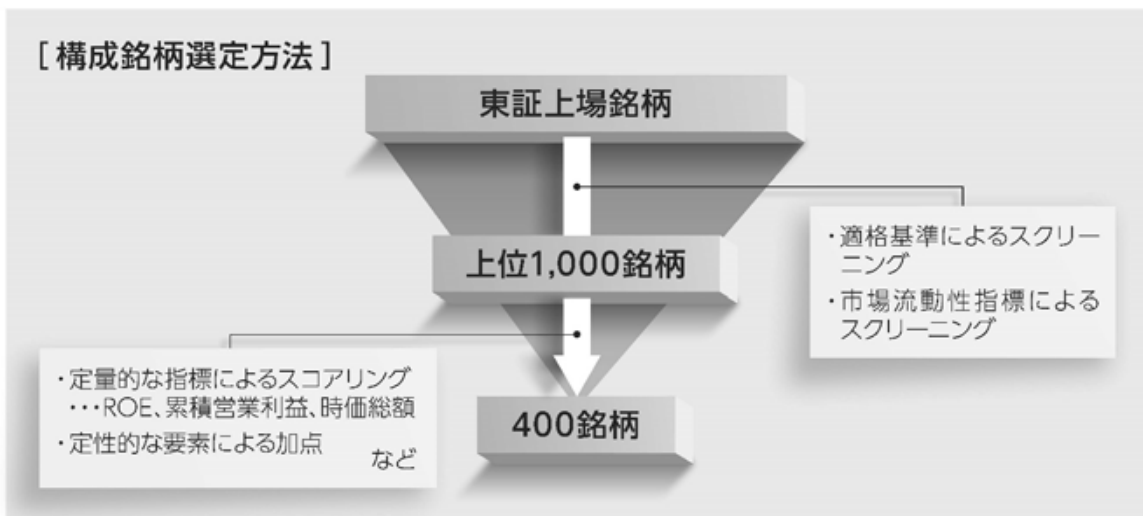 [構成銘柄選定方法]
東証上場銘柄
・適格基準によるスクリー
ニング
・市場流動性指標による
スクリーニング
上位1,000銘柄
・定量的な指標によるスコアリング
･･･ROE、累積営業利益、時価総額
・定性的な要素による加点
など
400銘柄